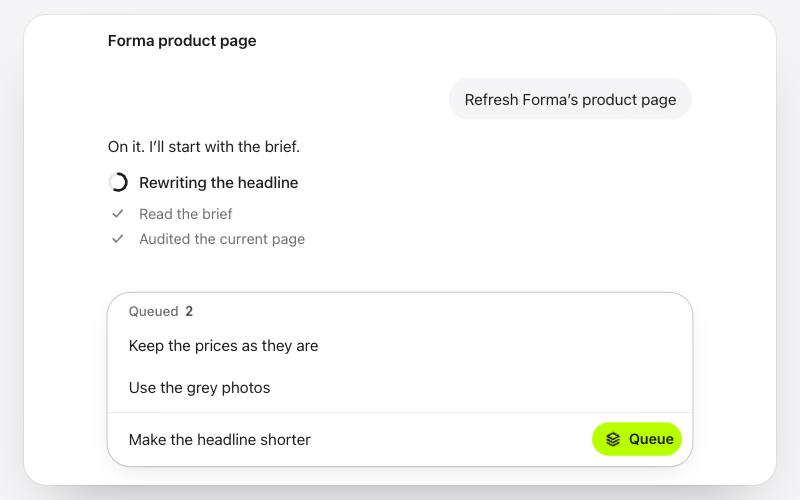 Forma product page
Refresh Forma’s product page
On it. I’ll start with the brief.
Rewriting the headline
Read the brief
Audited the current page
Queued 2
Keep the prices as they are
Use the grey photos
Make the headline shorter
Queue